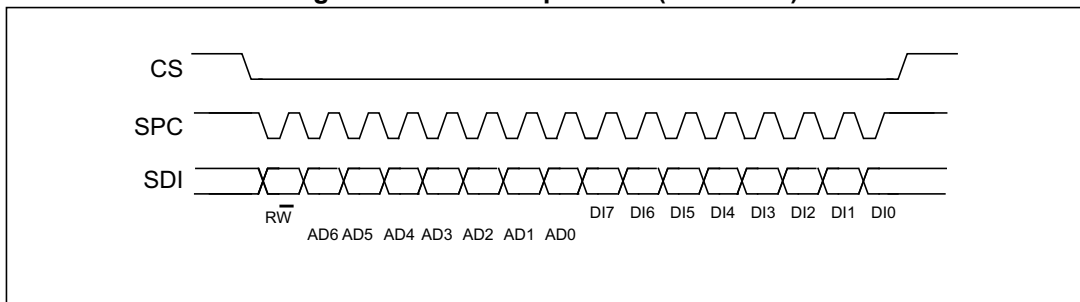 CS
SPC
SDI
RW̅
DI7 DI6 DI5 DI4 DI3 DI2 DI1 DI0
AD6 AD5 AD4 AD3 AD2 AD1 AD0